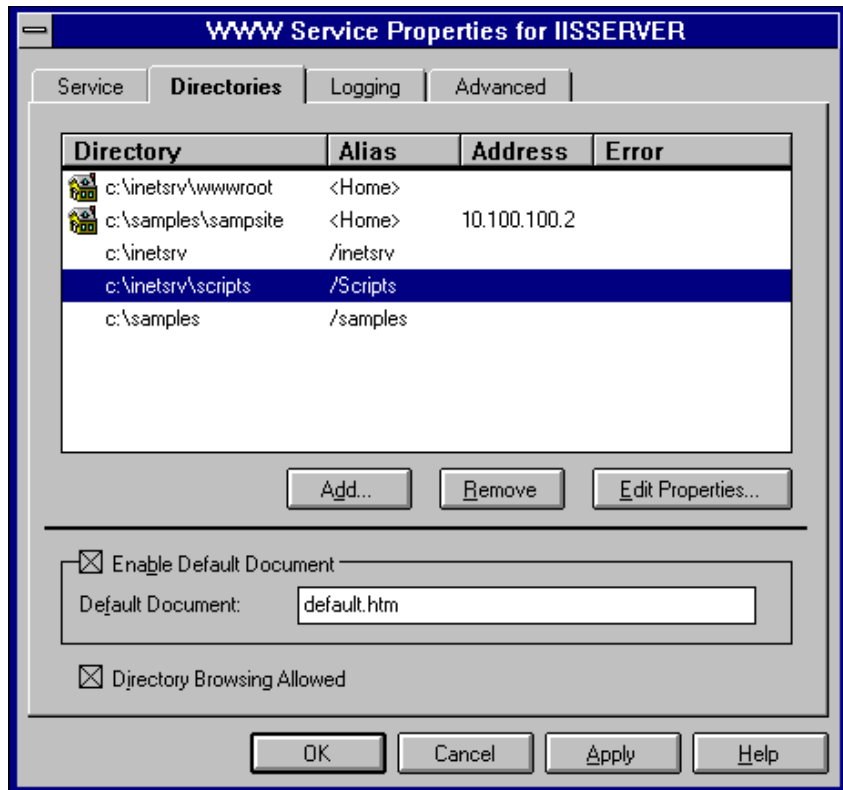 WWW Service Properties for IISSERVER
Service Directories Logging Advanced
Directory Alias Address Error
c:\inetsrv\wwwroot <Home>
c:\samples\sampsite <Home> 10.100.100.2
c:\inetsrv /inetsrv
c:\inetsrv\scripts /Scripts
c:\samples /samples
Add... Remove Edit Properties...
Enable Default Document
Default Document: default.htm
Directory Browsing Allowed
OK Cancel Apply Help